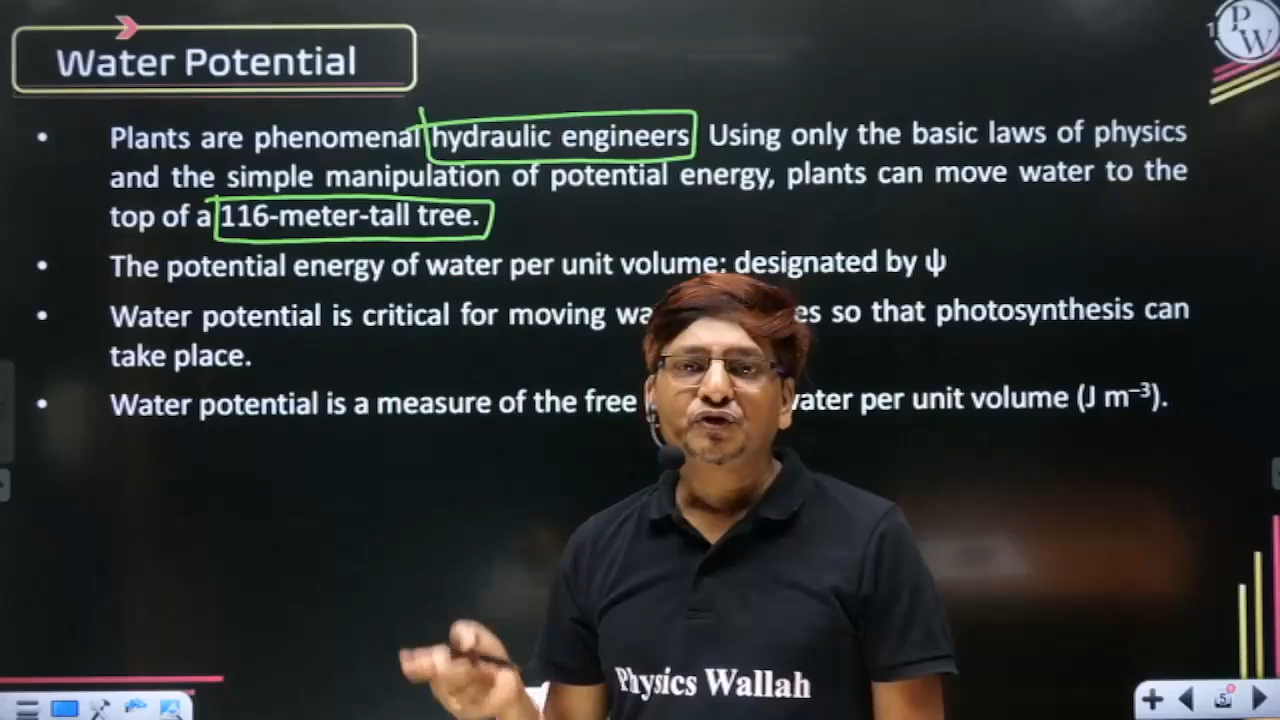 Water Potential
PW
• Plants are phenomenal hydraulic engineers Using only the basic laws of physics
and the simple manipulation of potential energy, plants can move water to the
top of a 116-meter-tall tree.
• The potential energy of water per unit volume; designated by ψ
• Water potential is critical for moving wa es so that photosynthesis can
take place.
• Water potential is a measure of the free water per unit volume (J m⁻³).
Physics Wallah
5